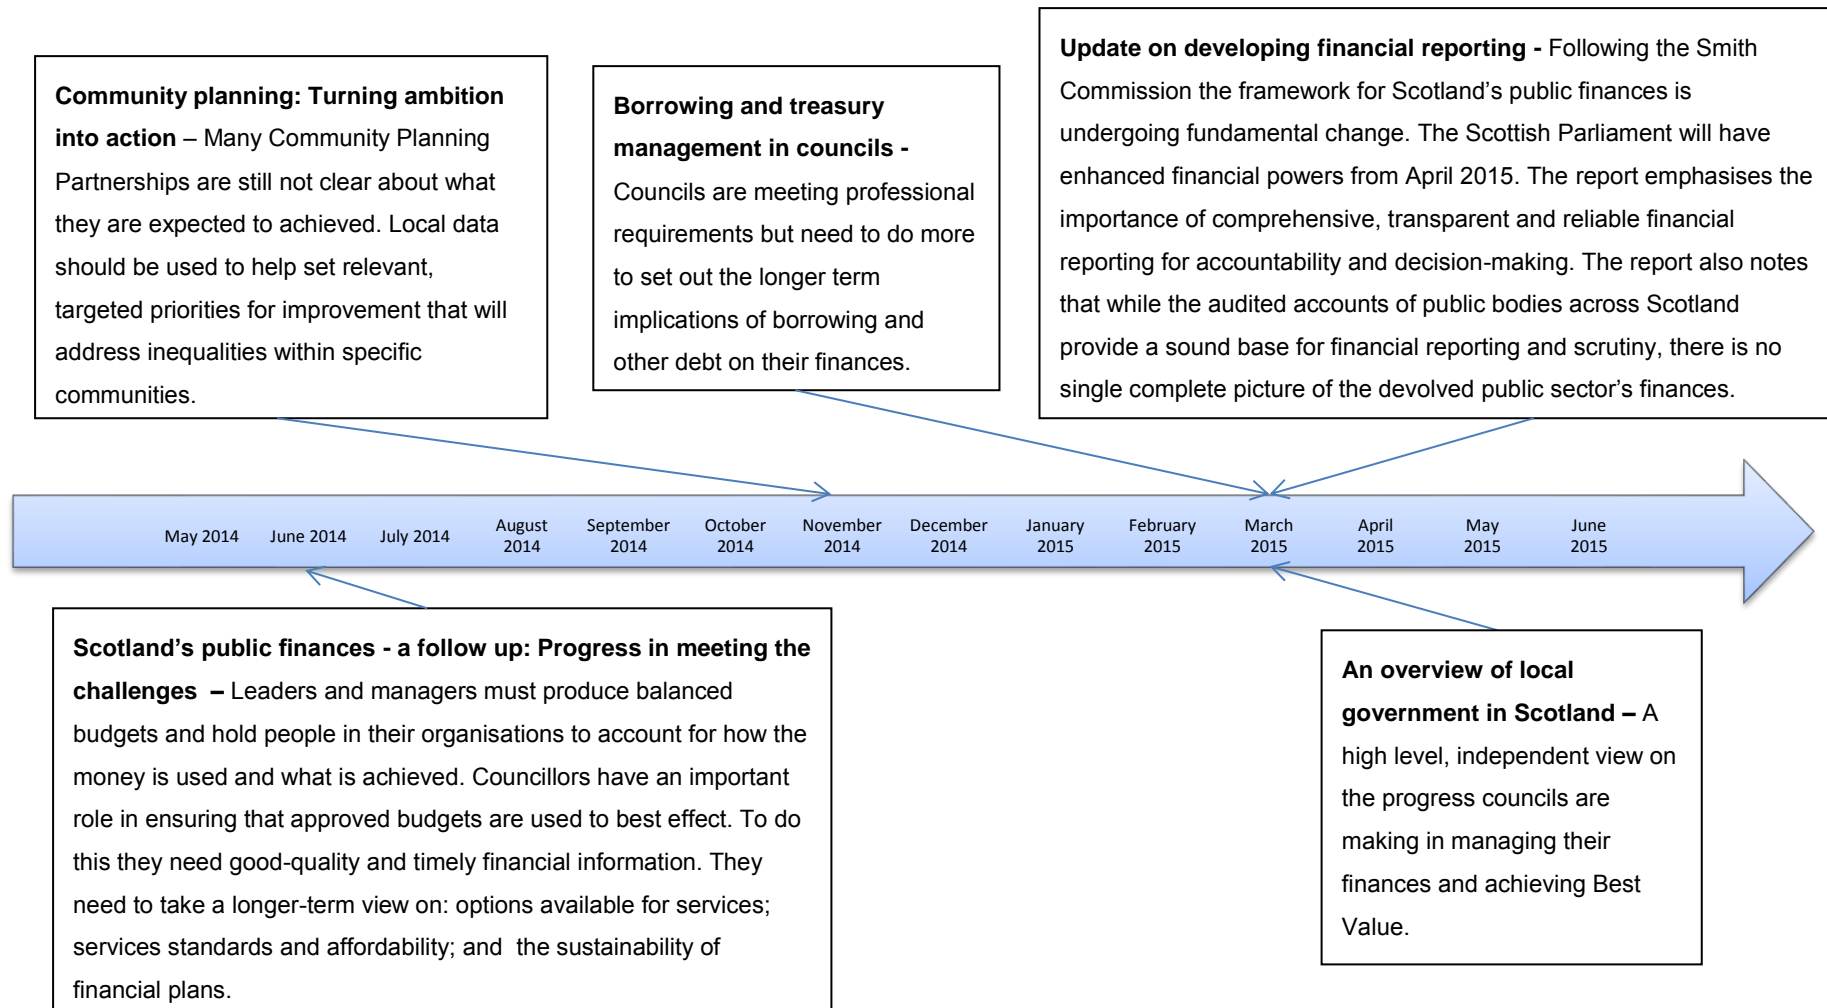 Community planning: Turning ambition
into action – Many Community Planning
Partnerships are still not clear about what
they are expected to achieved. Local data
should be used to help set relevant,
targeted priorities for improvement that will
address inequalities within specific
communities.
Borrowing and treasury
management in councils -
Councils are meeting professional
requirements but need to do more
to set out the longer term
implications of borrowing and
other debt on their finances.
Update on developing financial reporting - Following the Smith
Commission the framework for Scotland’s public finances is
undergoing fundamental change. The Scottish Parliament will have
enhanced financial powers from April 2015. The report emphasises the
importance of comprehensive, transparent and reliable financial
reporting for accountability and decision-making. The report also notes
that while the audited accounts of public bodies across Scotland
provide a sound base for financial reporting and scrutiny, there is no
single complete picture of the devolved public sector’s finances.
May 2014
June 2014
July 2014
August
2014
September
2014
October
2014
November
2014
December
2014
January
2015
February
2015
March
2015
April
2015
May
2015
June
2015
Scotland’s public finances - a follow up: Progress in meeting the
challenges – Leaders and managers must produce balanced
budgets and hold people in their organisations to account for how the
money is used and what is achieved. Councillors have an important
role in ensuring that approved budgets are used to best effect. To do
this they need good-quality and timely financial information. They
need to take a longer-term view on: options available for services;
services standards and affordability; and the sustainability of
financial plans.
An overview of local
government in Scotland – A
high level, independent view on
the progress councils are
making in managing their
finances and achieving Best
Value.